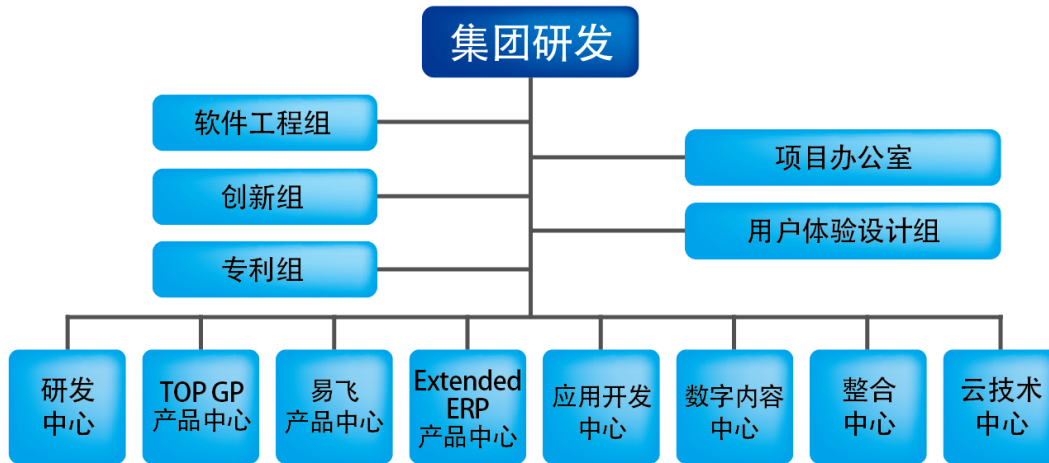 集团研发
软件工程组
项目办公室
创新组
用户体验设计组
专利组
研发
中心
TOP GP
产品中心
易飞
产品中心
Extended
ERP
产品中心
应用开发
中心
数字内容
中心
整合
中心
云技术
中心